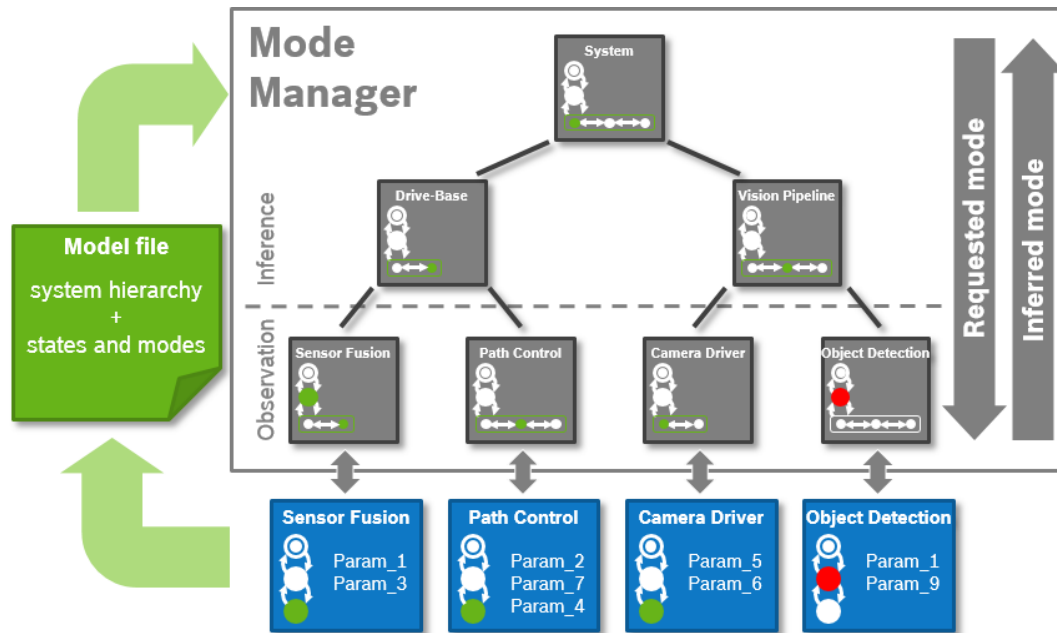 Mode
Manager
System
Drive-Base
Vision Pipeline
Inference
Requested mode
Inferred mode
Model file
system hierarchy
+
states and modes
Observation
Sensor Fusion
Path Control
Camera Driver
Object Detection
Sensor Fusion
Param_1
Param_3
Path Control
Param_2
Param_7
Param_4
Camera Driver
Param_5
Param_6
Object Detection
Param_1
Param_9